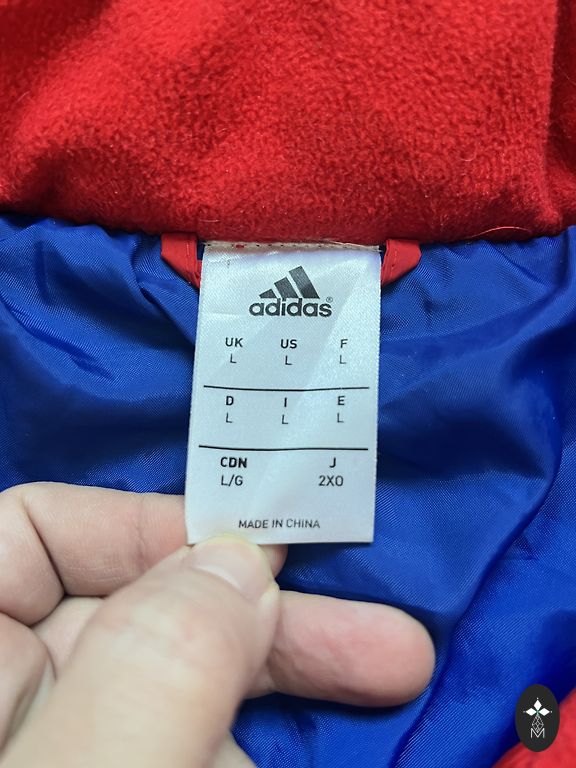 adidas®
UK US F
L L L
D I E
L L L
CDN J
L/G 2XO
MADE IN CHINA
M